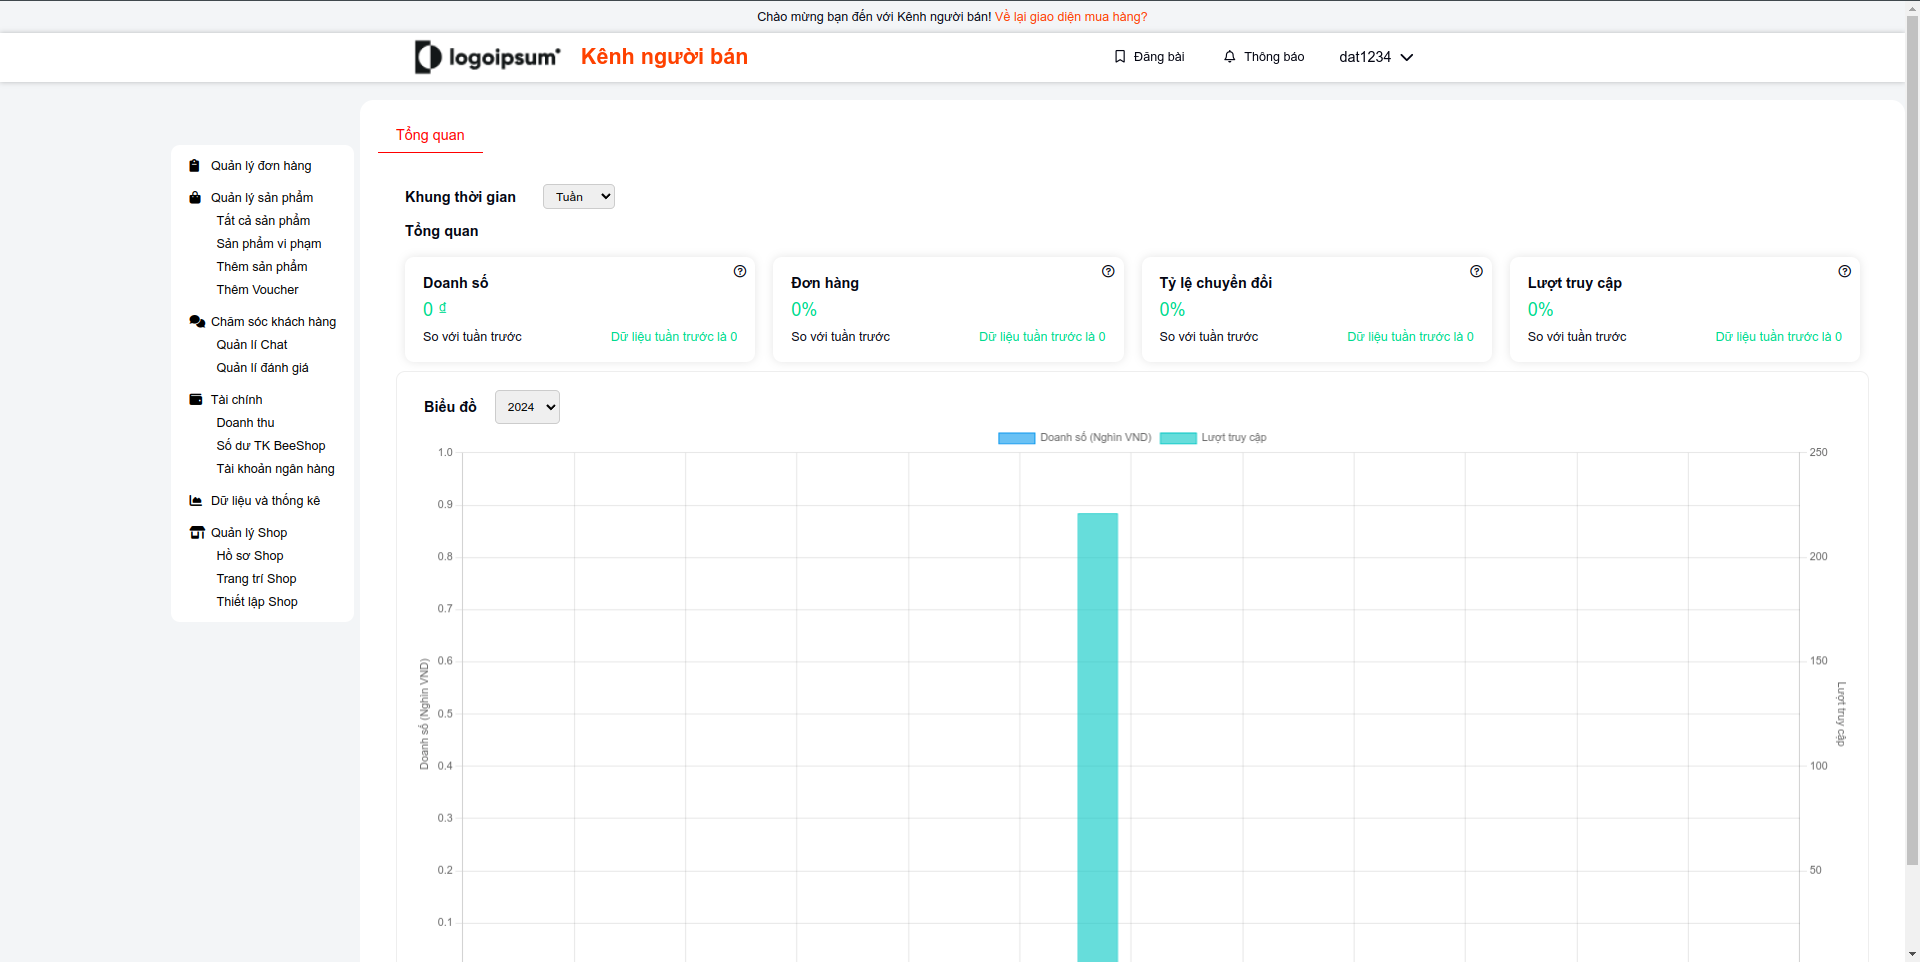 Chào mừng bạn đến với Kênh người bán! Về lại giao diện mua hàng?
logoipsum Kênh người bán Đăng bài Thông báo dat1234
Tổng quan
Quản lý đơn hàng
Quản lý sản phẩm
Tất cả sản phẩm
Sản phẩm vi phạm
Thêm sản phẩm
Thêm Voucher
Chăm sóc khách hàng
Quản lí Chat
Quản lí đánh giá
Tài chính
Doanh thu
Số dư TK BeeShop
Tài khoản ngân hàng
Dữ liệu và thống kê
Quản lý Shop
Hồ sơ Shop
Trang trí Shop
Thiết lập Shop
Khung thời gian Tuần
Tổng quan
Doanh số
0 ₫
So với tuần trước Dữ liệu tuần trước là 0
Đơn hàng
0%
So với tuần trước Dữ liệu tuần trước là 0
Tỷ lệ chuyển đổi
0%
So với tuần trước Dữ liệu tuần trước là 0
Lượt truy cập
0%
So với tuần trước Dữ liệu tuần trước là 0
Biểu đồ 2024
Doanh số (Nghìn VND) Lượt truy cập
1.0 250
0.9
0.8 200
0.7
0.6 150
0.5
0.4 100
0.3
0.2 50
0.1
Doanh số (Nghìn VND)
Lượt truy cập